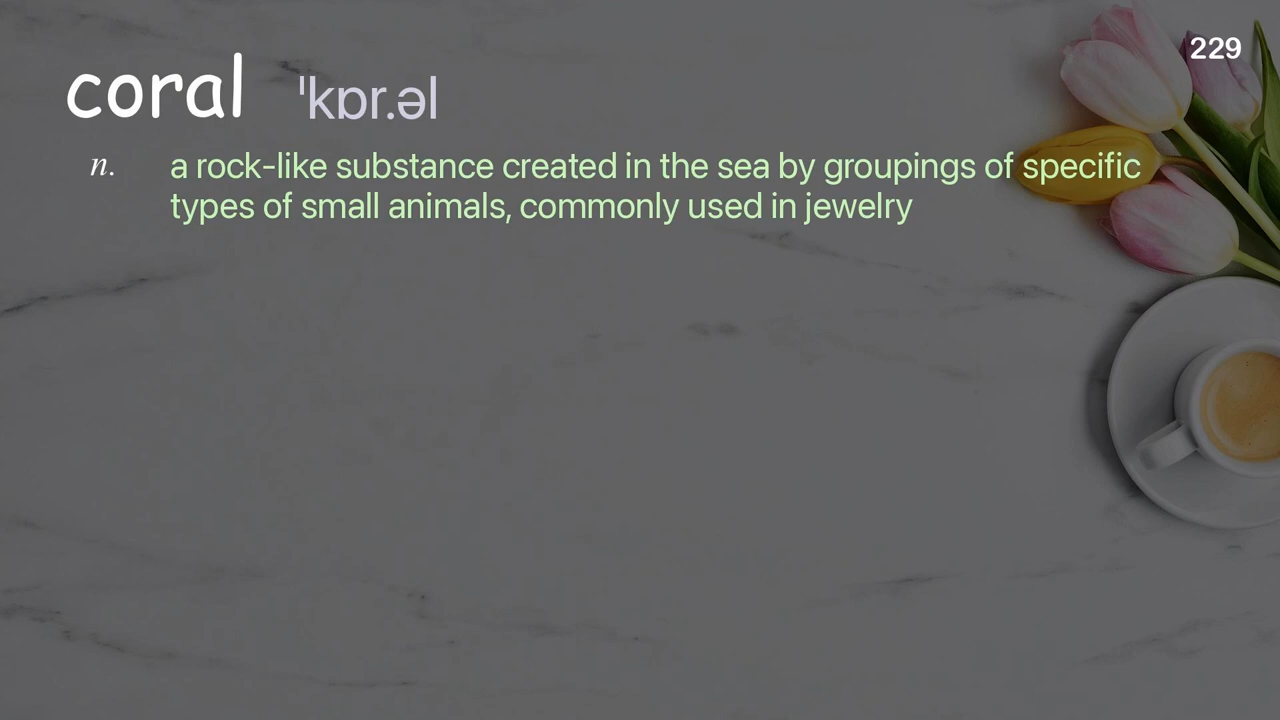 229
coral ˈkɒr.əl
n. a rock-like substance created in the sea by groupings of specific
types of small animals, commonly used in jewelry